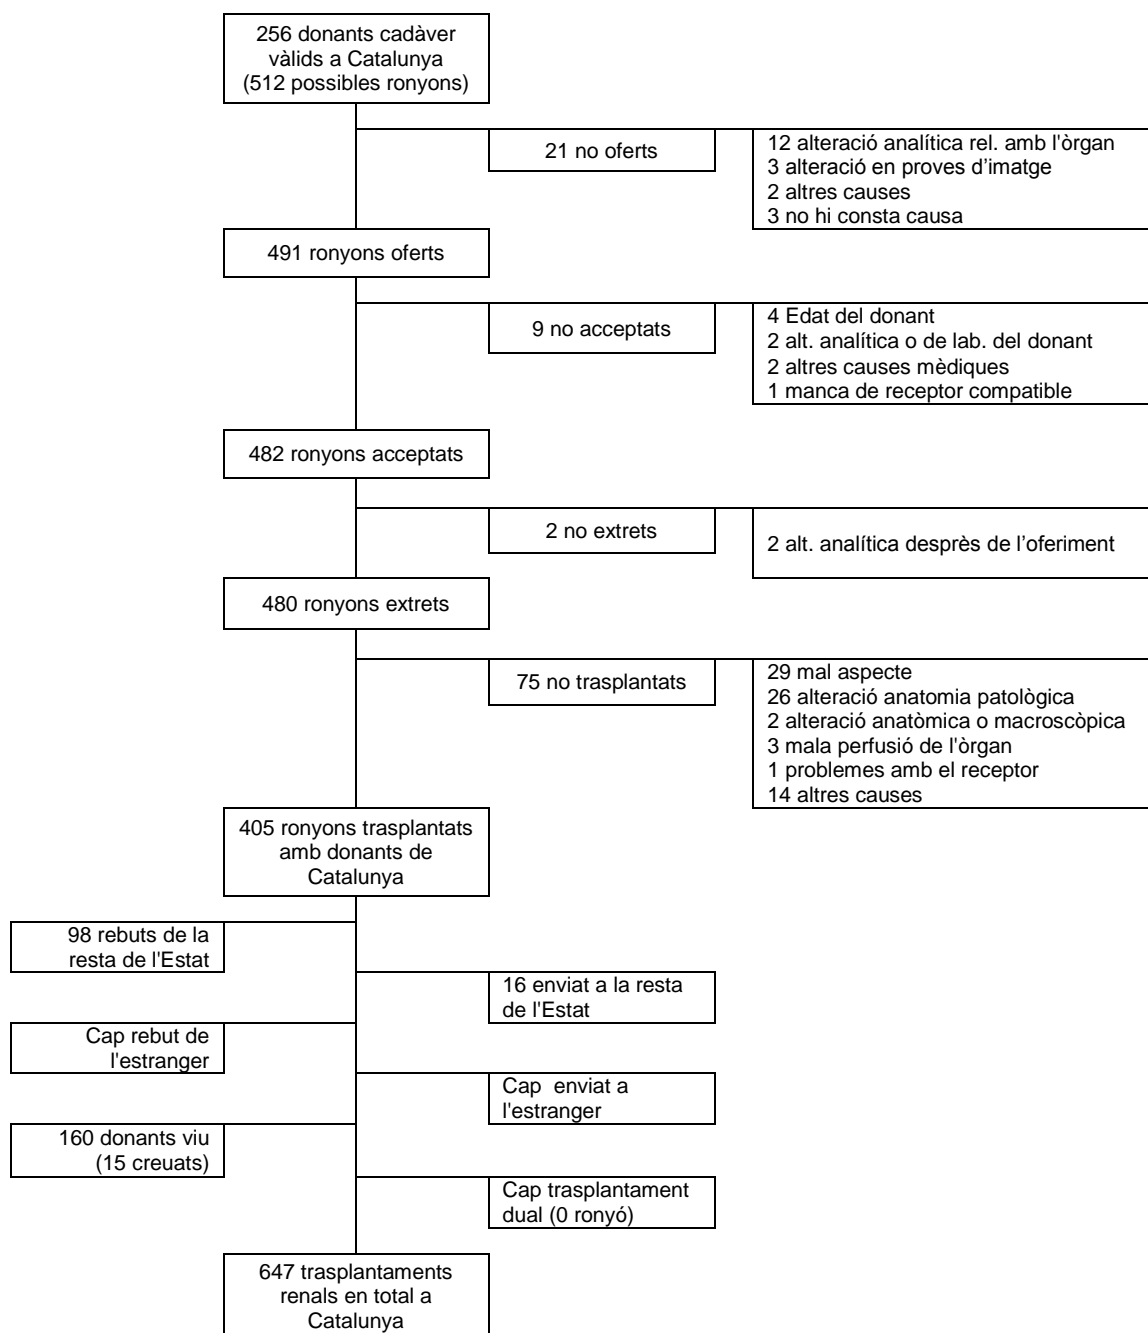 256 donants cadàver
vàlids a Catalunya
(512 possibles ronyons)
21 no oferts
12 alteració analítica rel. amb l'òrgan
3 alteració en proves d’imatge
2 altres causes
3 no hi consta causa
491 ronyons oferts
9 no acceptats
4 Edat del donant
2 alt. analítica o de lab. del donant
2 altres causes mèdiques
1 manca de receptor compatible
482 ronyons acceptats
2 no extrets
2 alt. analítica desprès de l’oferiment
480 ronyons extrets
75 no trasplantats
29 mal aspecte
26 alteració anatomia patològica
2 alteració anatòmica o macroscòpica
3 mala perfusió de l'òrgan
1 problemes amb el receptor
14 altres causes
405 ronyons trasplantats
amb donants de
Catalunya
98 rebuts de la
resta de l'Estat
16 enviat a la resta
de l'Estat
Cap rebut de
l'estranger
Cap enviat a
l'estranger
160 donants viu
(15 creuats)
Cap trasplantament
dual (0 ronyó)
647 trasplantaments
renals en total a
Catalunya